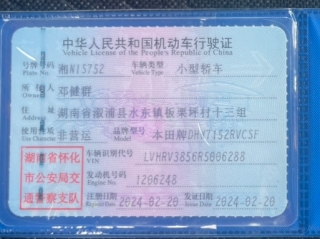 中华人民共和国机动车行驶证
Vehicle License of the People's Republic of China
号牌号码 湘N15752 车辆类型 小型轿车
Plate No. Vehicle Type
所有人 邓健群
住址 湖南省溆浦县水东镇板栗坪村十三组
使用性质 非营运 品牌型号 本田牌DHW7152RVCSF
Use Character Model
湖南省怀化
市公安局交
通警察支队
车辆识别代号 LVHRV3856RS006288
VIN
发动机号码 1206248
Engine No.
注册日期 2024-02-20 发证日期 2024-02-20